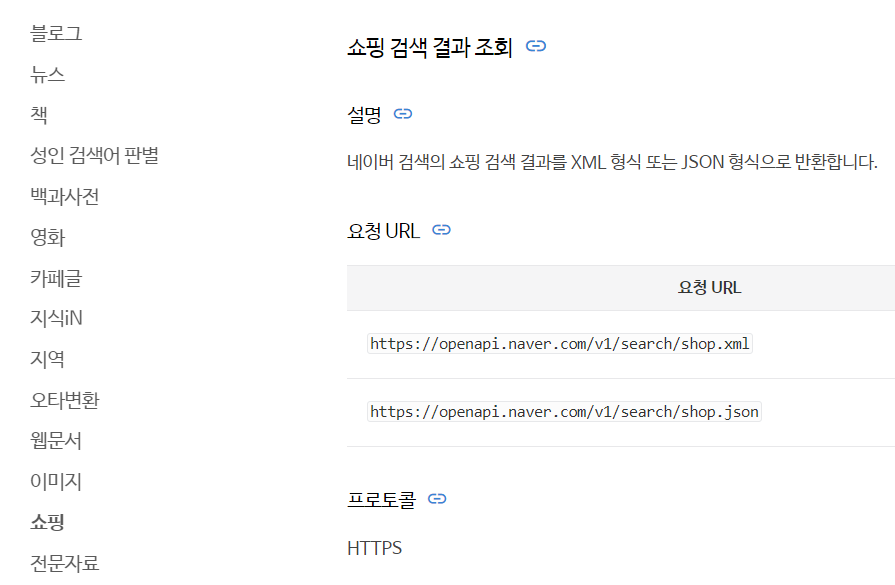 블로그
뉴스
책
성인 검색어 판별
백과사전
영화
카페글
지식iN
지역
오타변환
웹문서
이미지
쇼핑
전문자료
쇼핑 검색 결과 조회
설명
네이버 검색의 쇼핑 검색 결과를 XML 형식 또는 JSON 형식으로 반환합니다.
요청 URL
요청 URL
https://openapi.naver.com/v1/search/shop.xml
https://openapi.naver.com/v1/search/shop.json
프로토콜
HTTPS